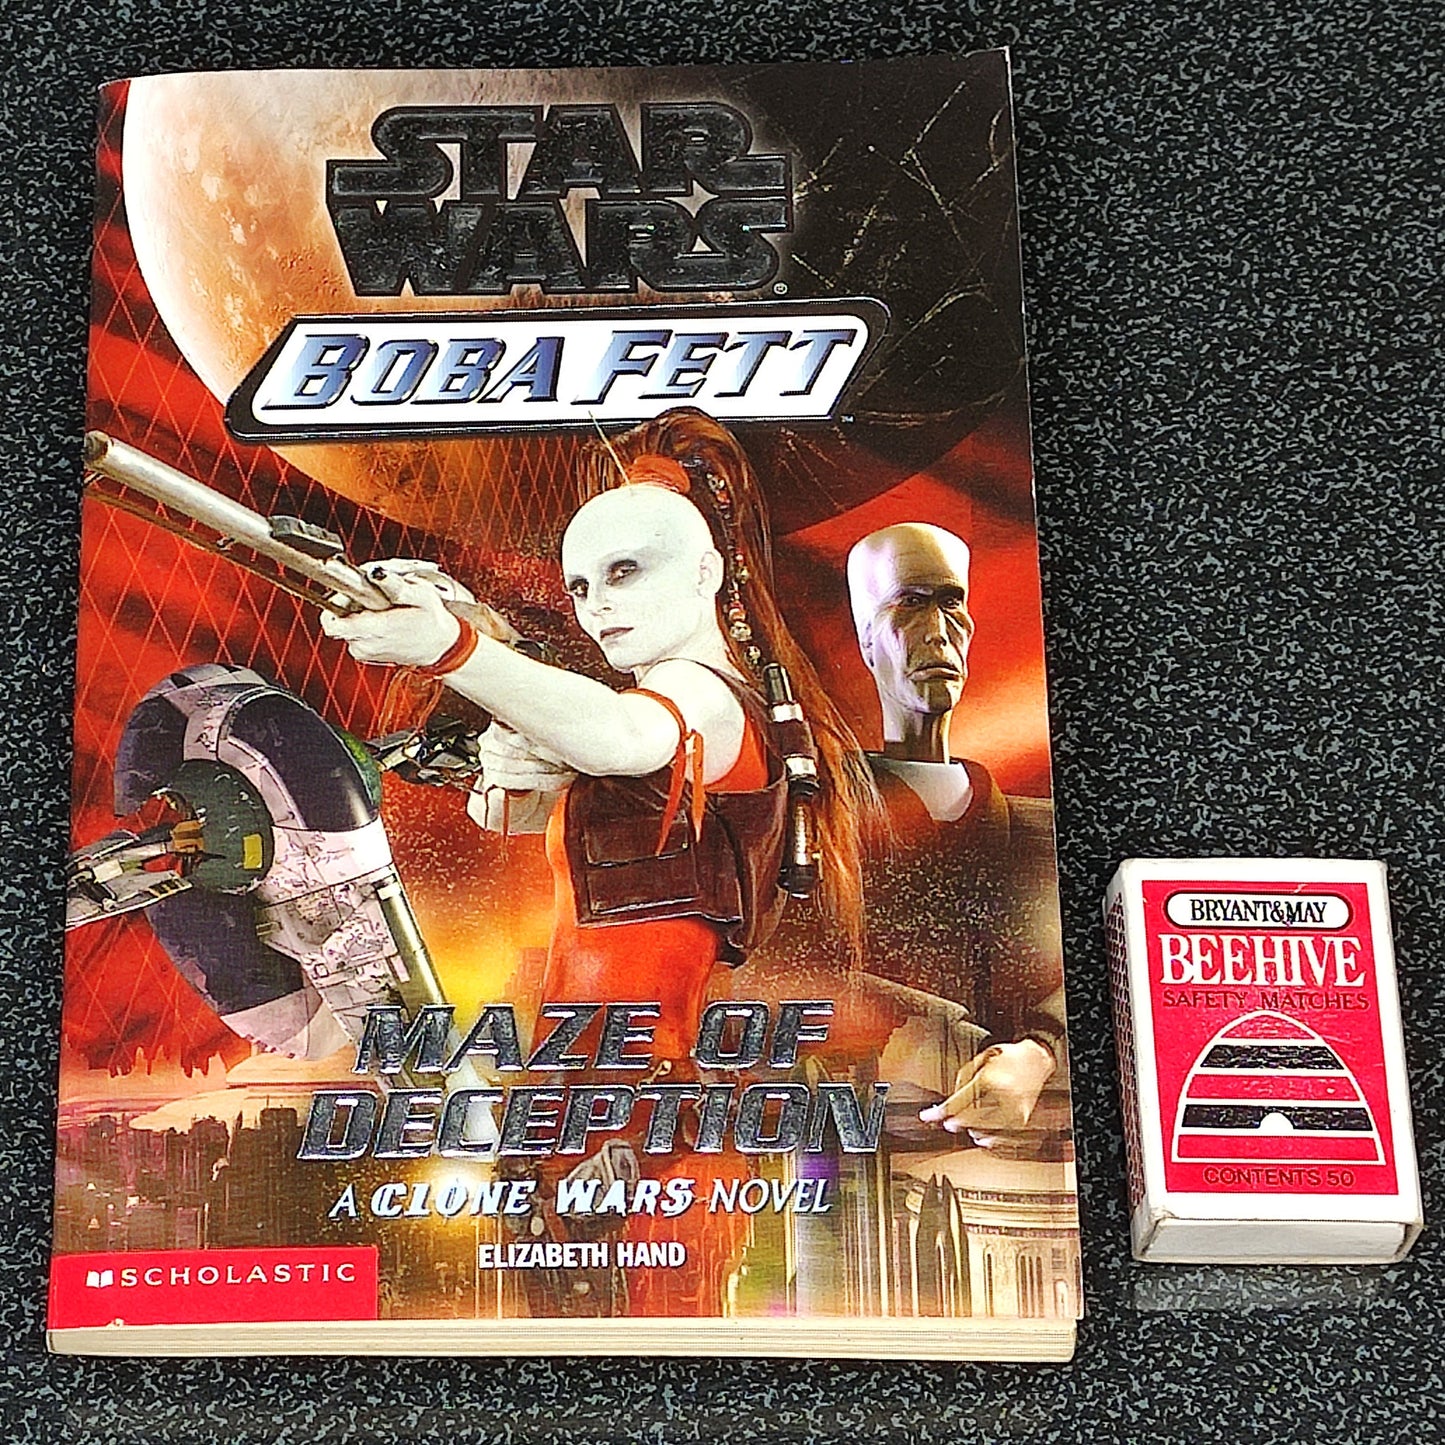 STAR
WARS®
BOBA FETT™
MAZE OF
DECEPTION
A CLONE WARS NOVEL
ELIZABETH HAND
SCHOLASTIC
BRYANT&MAY
BEEHIVE
SAFETY MATCHES
CONTENTS 50